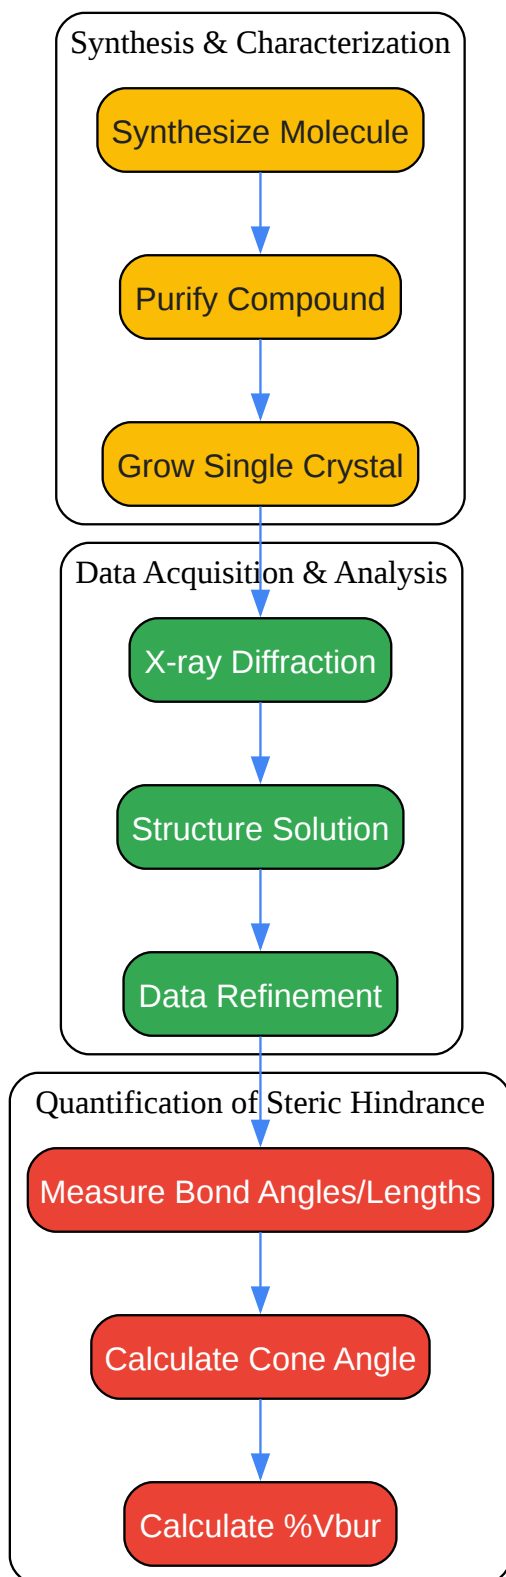 Synthesis & Characterization
Synthesize Molecule
Purify Compound
Grow Single Crystal
Data Acquisition & Analysis
X-ray Diffraction
Structure Solution
Data Refinement
Quantification of Steric Hindrance
Measure Bond Angles/Lengths
Calculate Cone Angle
Calculate %Vbur